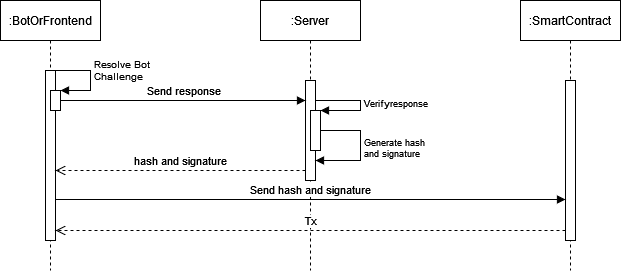 :BotOrFrontend
:Server
:SmartContract
Resolve Bot
Challenge
Send response
Verifyresponse
Generate hash
and signature
hash and signature
Send hash and signature
Tx